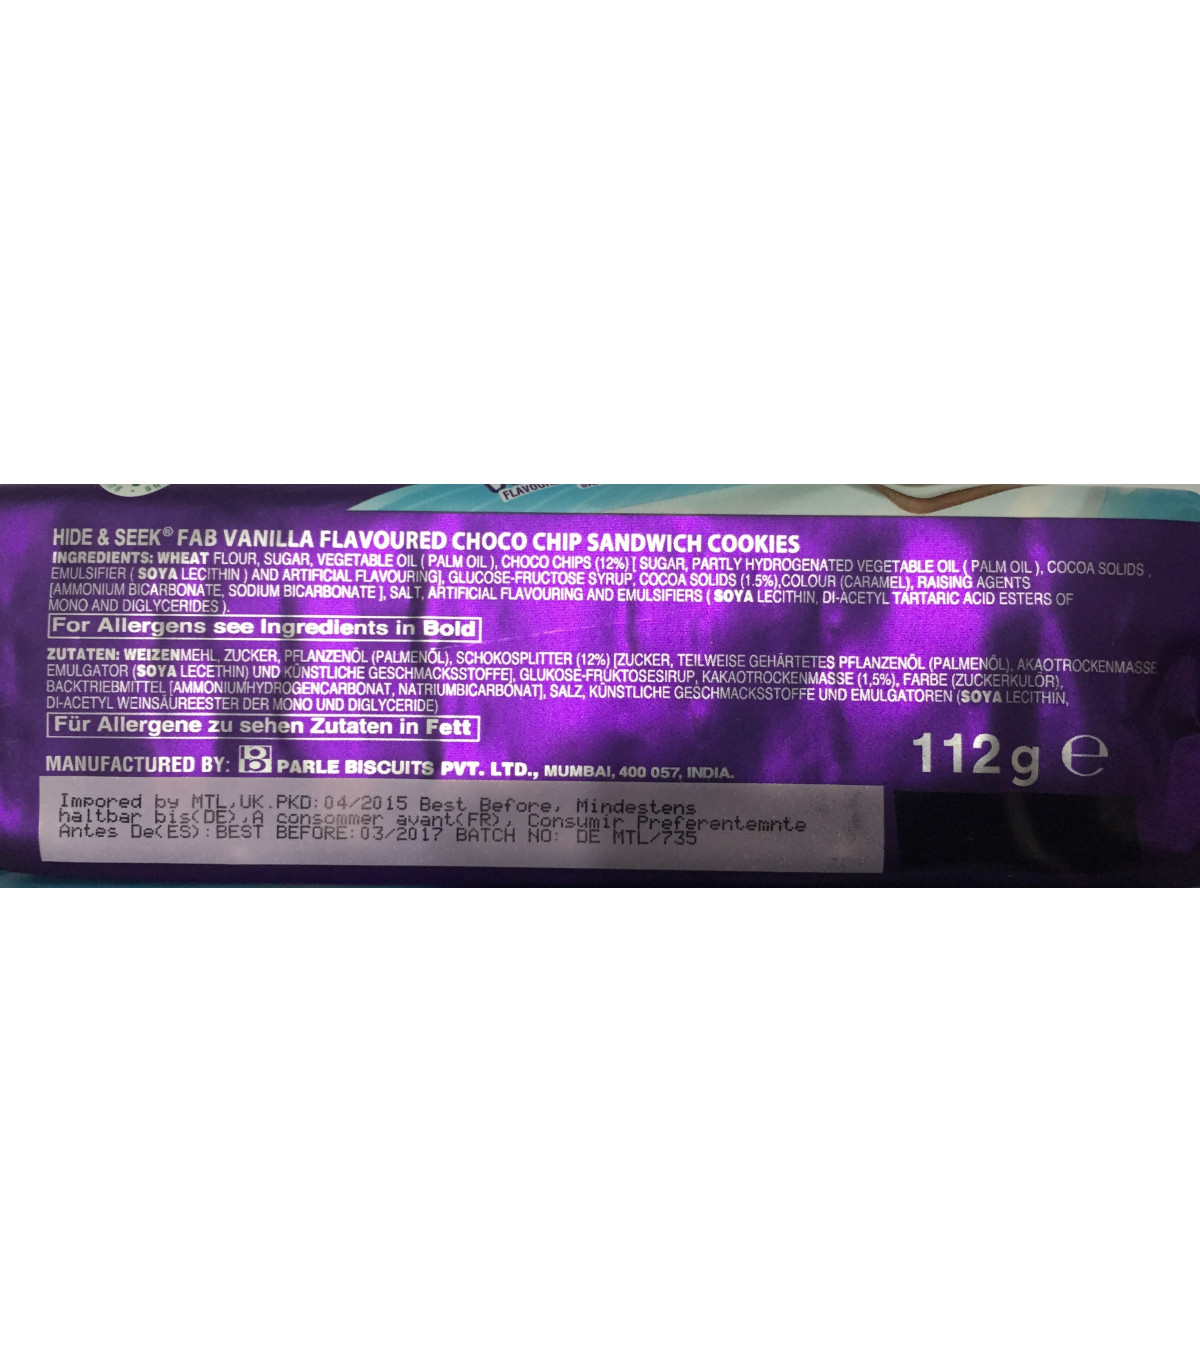 FLAVOU
HIDE & SEEK® FAB VANILLA FLAVOURED CHOCO CHIP SANDWICH COOKIES
INGREDIENTS: WHEAT FLOUR, SUGAR, VEGETABLE OIL ( PALM OIL ), CHOCO CHIPS (12%) [ SUGAR, PARTLY HYDROGENATED VEGETABLE OIL ( PALM OIL ), COCOA SOLIDS ,
EMULSIFIER ( SOYA LECITHIN ) AND ARTIFICIAL FLAVOURING], GLUCOSE-FRUCTOSE SYRUP, COCOA SOLIDS (1.5%),COLOUR (CARAMEL), RAISING AGENTS
[AMMONIUM BICARBONATE, SODIUM BICARBONATE ], SALT, ARTIFICIAL FLAVOURING AND EMULSIFIERS ( SOYA LECITHIN, DI-ACETYL TARTARIC ACID ESTERS OF
MONO AND DIGLYCERIDES ).
For Allergens see Ingredients in Bold
ZUTATEN: WEIZENMEHL, ZUCKER, PFLANZENÖL (PALMENÖL), SCHOKOSPLITTER (12%) [ZUCKER, TEILWEISE GEHÄRTETES PFLANZENÖL (PALMENÖL), AKAOTROCKENMASSE
EMULGATOR (SOYA LECETHIN) UND KÜNSTLICHE GESCHMACKSSTOFFE], GLUKOSE-FRUKTOSESIRUP, KAKAOTROCKENMASSE (1,5%), FARBE (ZUCKERKULÖR),
BACKTRIEBMITTEL [AMMONIUMHYDROGENCARBONAT, NATRIUMBICARBONAT], SALZ, KÜNSTLICHE GESCHMACKSSTOFFE UND EMULGATOREN (SOYA LECITHIN,
DI-ACETYL WEINSÄUREESTER DER MONO UND DIGLYCERIDE)
Für Allergene zu sehen Zutaten in Fett
MANUFACTURED BY: B PARLE BISCUITS PVT. LTD., MUMBAI, 400 057, INDIA.
112 g ℮
Impored by MTL,UK.PKD:04/2015 Best Before, Mindestens
haltbar bis(DE),A consommer avant(FR), Consumir Preferentemnte
Antes De(ES):BEST BEFORE:03/2017 BATCH NO: DE MTL/735